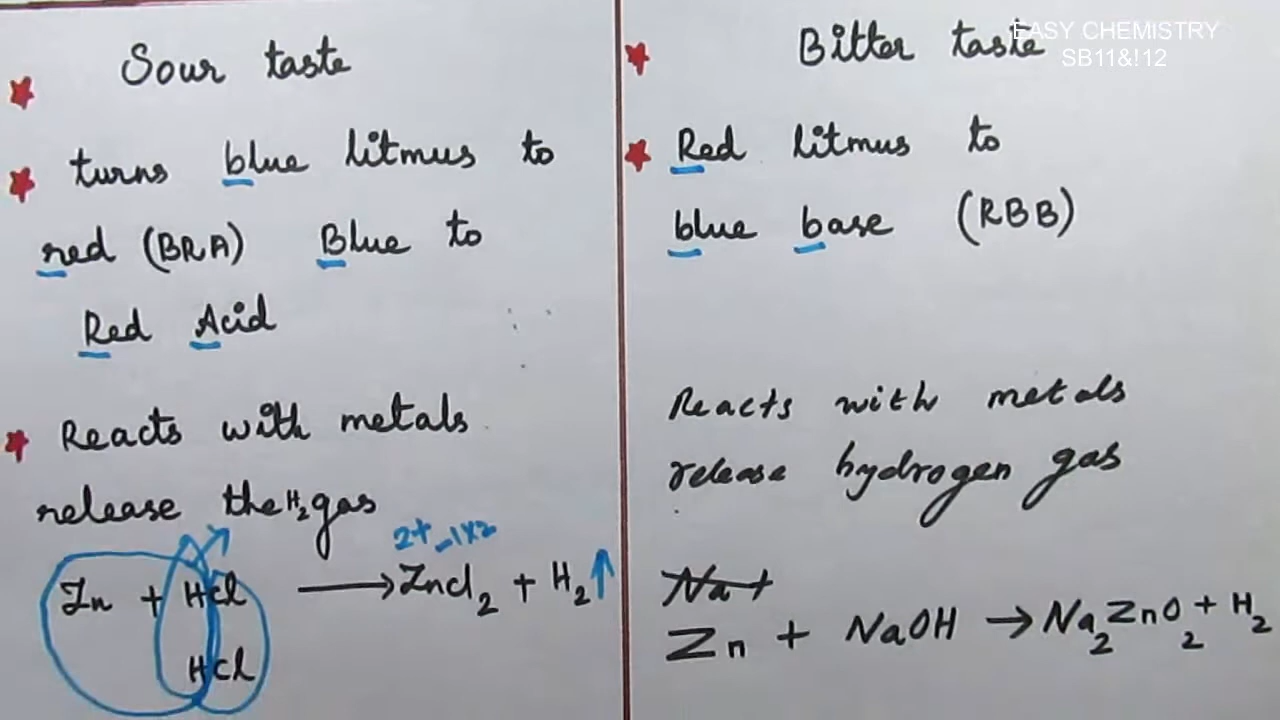 Sour taste
turns blue litmus to
red (BRA) Blue to
Red Acid
Reacts with metals
release the H₂ gas
2+ -1x2
Zn + HCl → ZnCl₂ + H₂ ↑
HCl
EASY CHEMISTRY
SB11&!12
Bitter taste
Red litmus to
blue base (RBB)
Reacts with metals
release hydrogen gas
Na +
Zn + NaOH → Na₂ZnO₂ + H₂